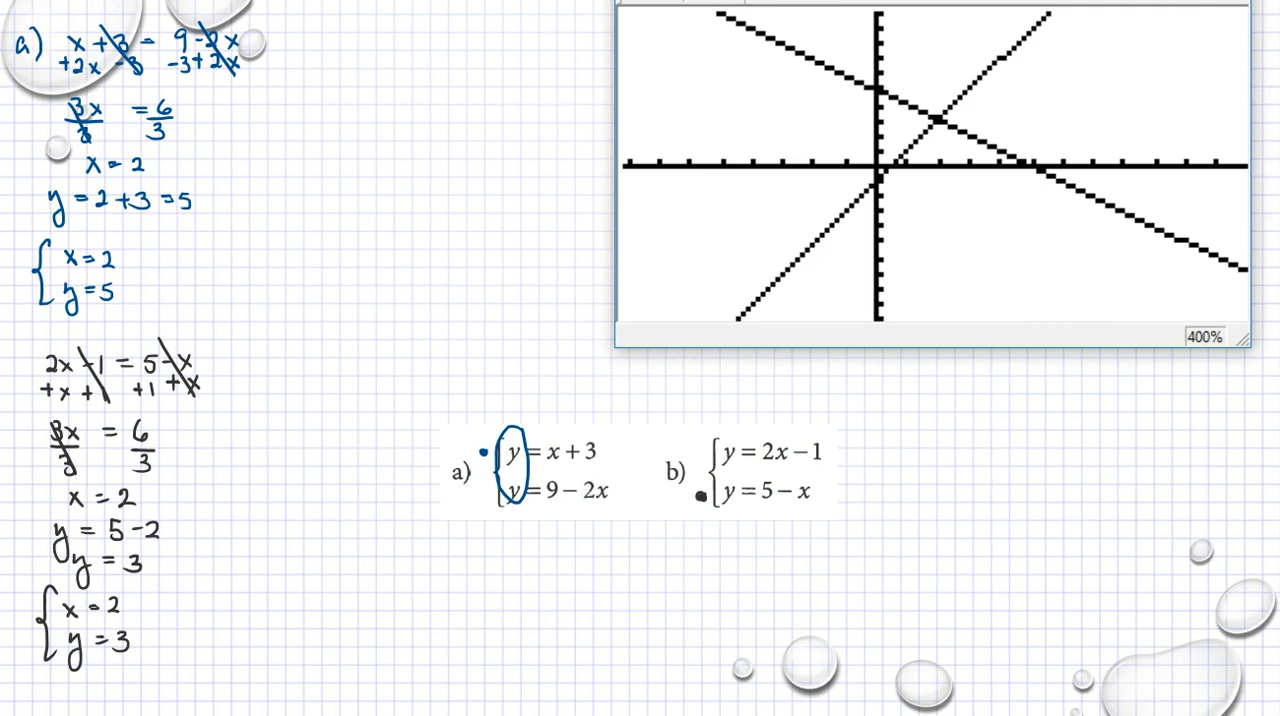 a) x + 3 = 9 - 2x
+2x - 3 -3 + 2x
3x/3 = 6/3
x = 2
y = 2 + 3 = 5
x = 2
y = 5
2x - 1 = 5 - x
+x + 1 +1 + x
3x/3 = 6/3
x = 2
y = 5 - 2
y = 3
x = 2
y = 3
400%
a) y = x + 3
y = 9 − 2x
b) y = 2x − 1
y = 5 − x